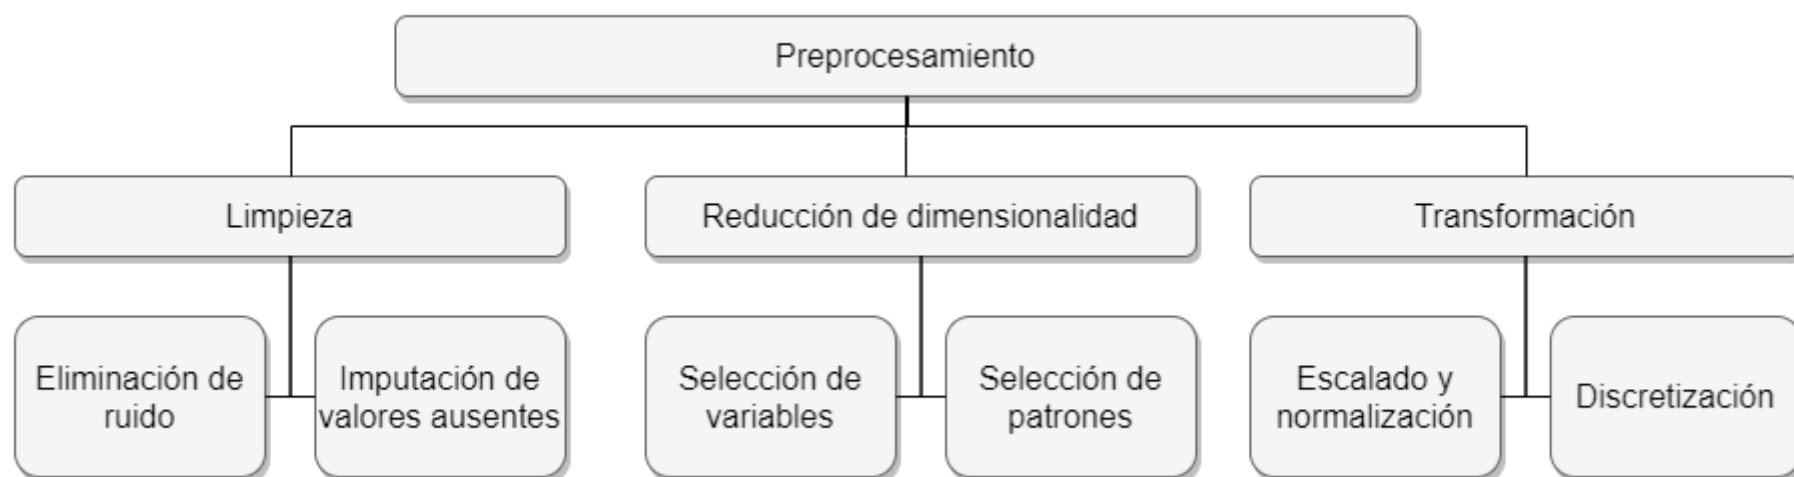 Preprocesamiento
Limpieza
Reducción de dimensionalidad
Transformación
Eliminación de
ruido
Imputación de
valores ausentes
Selección de
variables
Selección de
patrones
Escalado y
normalización
Discretización